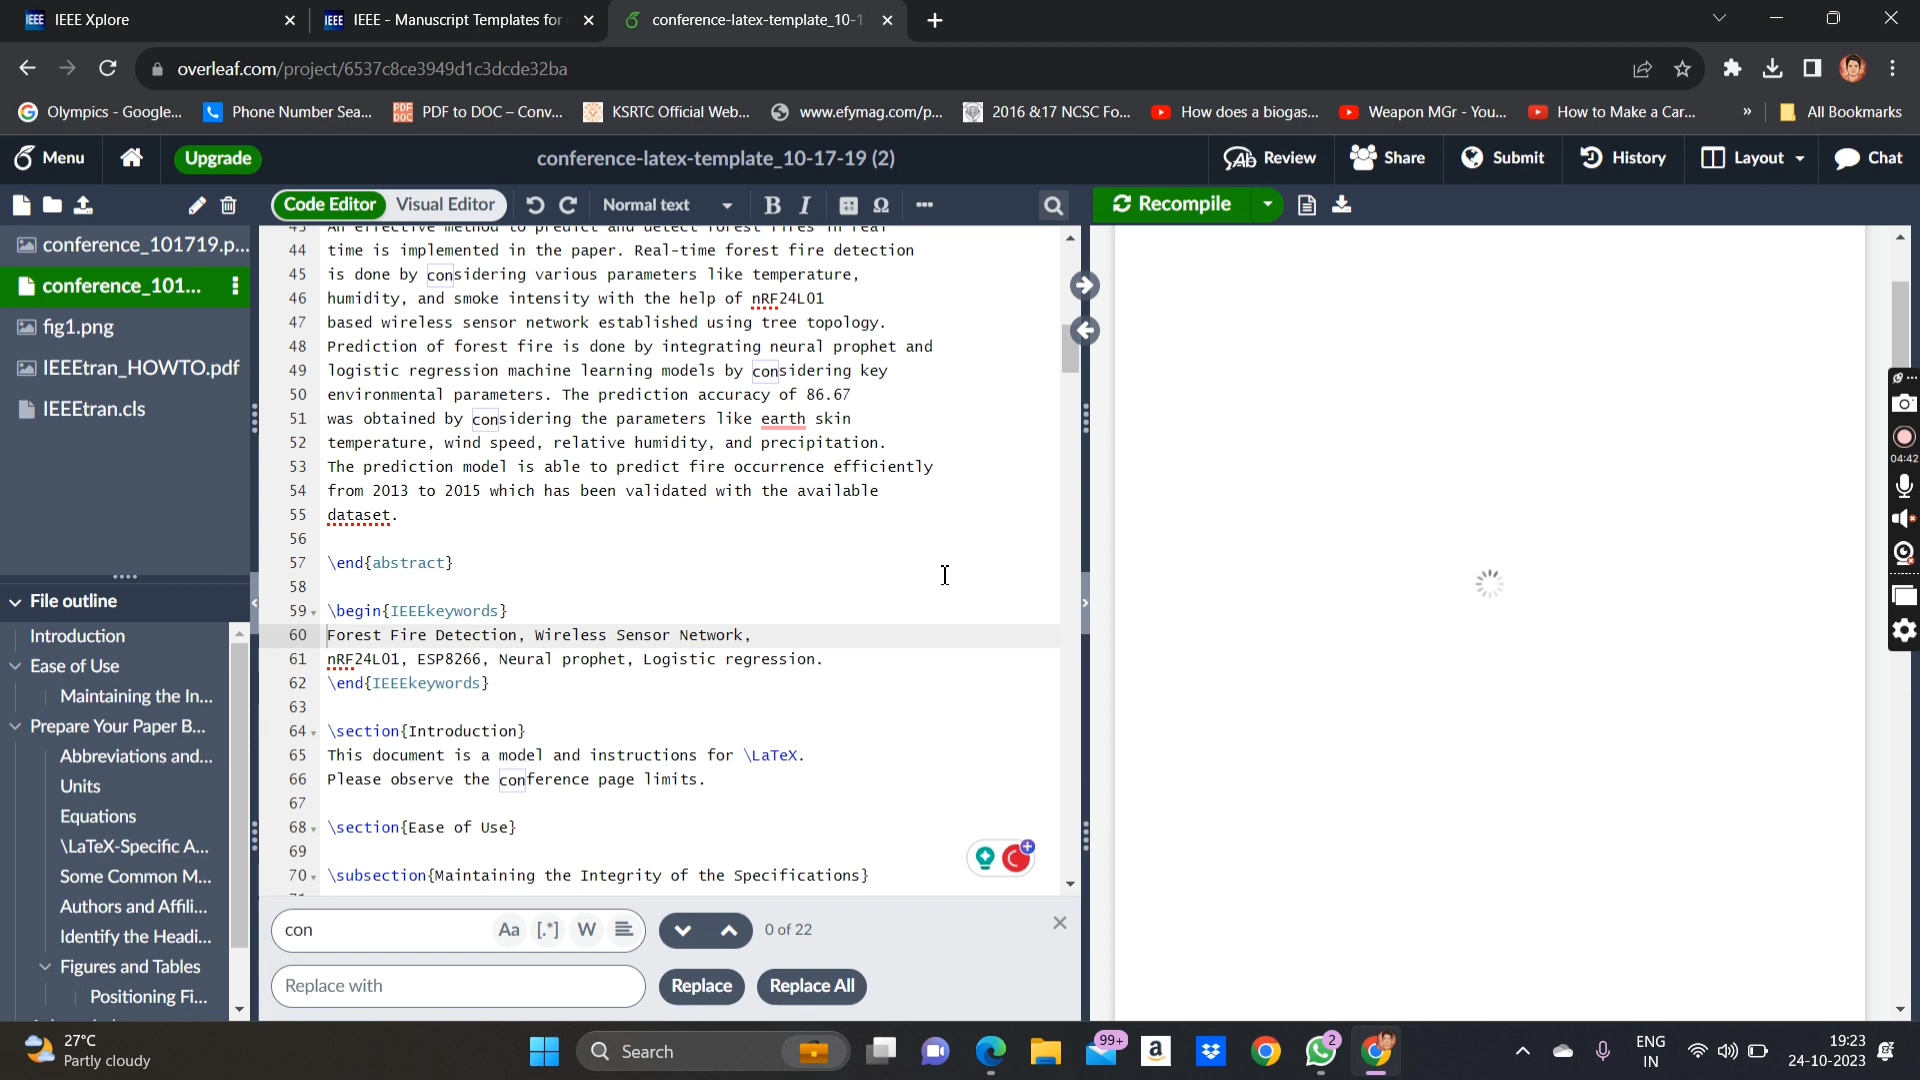 IEEE Xplore
IEEE - Manuscript Templates for
conference-latex-template_10-1
overleaf.com/project/6537c8ce3949d1c3dcde32ba
Olympics - Google...
Phone Number Sea...
PDF to DOC – Conv...
KSRTC Official Web...
www.efymag.com/p...
2016 &17 NCSC Fo...
How does a biogas...
Weapon MGr - You...
How to Make a Car...
»
All Bookmarks
Menu
Upgrade
conference-latex-template_10-17-19 (2)
Review
Share
Submit
History
Layout
Chat
Code Editor
Visual Editor
Normal text
B
I
Ω
Recompile
conference_101719.p...
conference_101...
fig1.png
IEEEtran_HOWTO.pdf
IEEEtran.cls
File outline
Introduction
Ease of Use
Maintaining the In...
Prepare Your Paper B...
Abbreviations and...
Units
Equations
\LaTeX-Specific A...
Some Common M...
Authors and Affili...
Identify the Headi...
Figures and Tables
Positioning Fi...
43 An effective method to predict and detect forest fires in real
44 time is implemented in the paper. Real-time forest fire detection
45 is done by considering various parameters like temperature,
46 humidity, and smoke intensity with the help of nRF24L01
47 based wireless sensor network established using tree topology.
48 Prediction of forest fire is done by integrating neural prophet and
49 logistic regression machine learning models by considering key
50 environmental parameters. The prediction accuracy of 86.67
51 was obtained by considering the parameters like earth skin
52 temperature, wind speed, relative humidity, and precipitation.
53 The prediction model is able to predict fire occurrence efficiently
54 from 2013 to 2015 which has been validated with the available
55 dataset.
56
57 \end{abstract}
58
59 \begin{IEEEkeywords}
60 Forest Fire Detection, Wireless Sensor Network,
61 nRF24L01, ESP8266, Neural prophet, Logistic regression.
62 \end{IEEEkeywords}
63
64 \section{Introduction}
65 This document is a model and instructions for \LaTeX.
66 Please observe the conference page limits.
67
68 \section{Ease of Use}
69
70 \subsection{Maintaining the Integrity of the Specifications}
con
Aa
[.*]
W
0 of 22
Replace with
Replace
Replace All
04:42
27°C
Partly cloudy
Search
99+
2
ENG
IN
19:23
24-10-2023